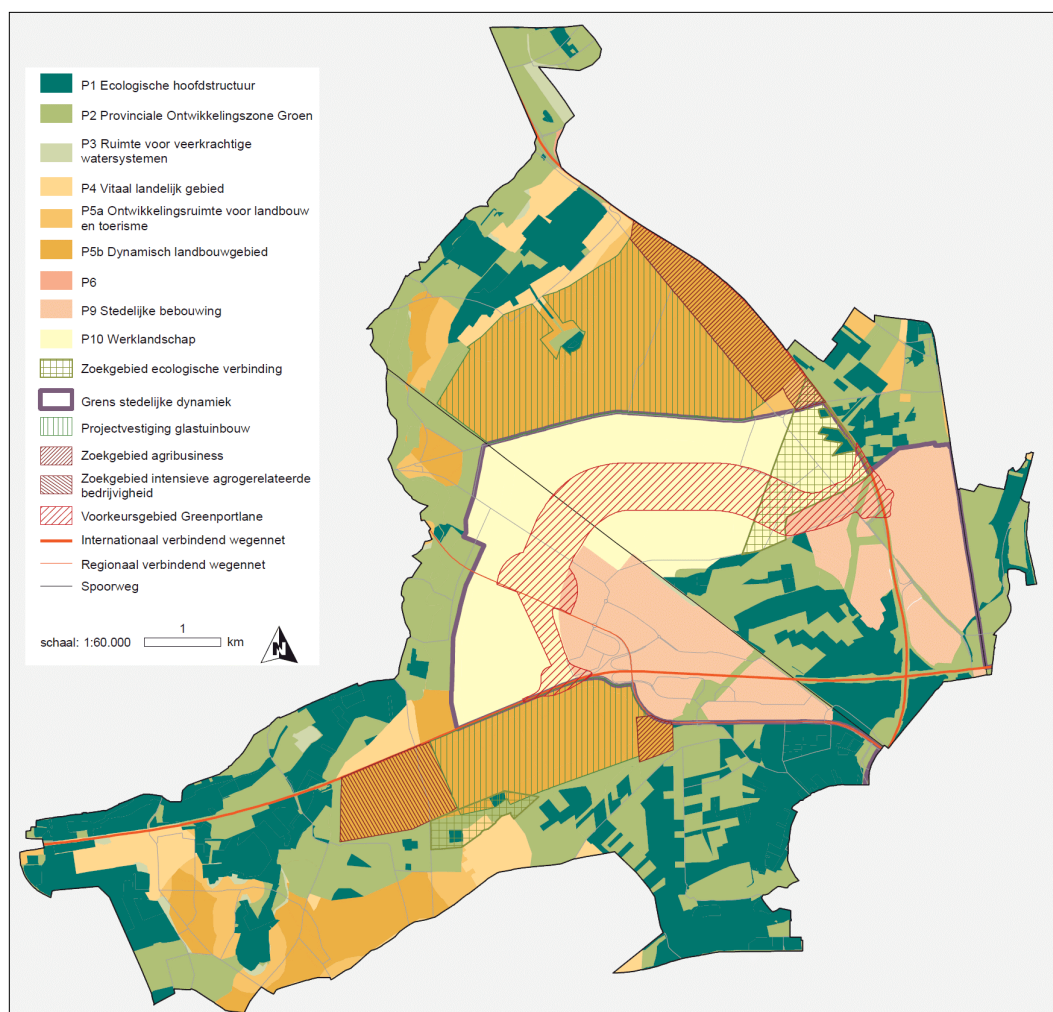 P1 Ecologische hoofdstructuur
P2 Provinciale Ontwikkelingszone Groen
P3 Ruimte voor veerkrachtige
watersystemen
P4 Vitaal landelijk gebied
P5a Ontwikkelingsruimte voor landbouw
en toerisme
P5b Dynamisch landbouwgebied
P6
P9 Stedelijke bebouwing
P10 Werklandschap
Zoekgebied ecologische verbinding
Grens stedelijke dynamiek
Projectvestiging glastuinbouw
Zoekgebied agribusiness
Zoekgebied intensieve agrogerelateerde
bedrijvigheid
Voorkeursgebied Greenportlane
Internationaal verbindend wegennet
Regionaal verbindend wegennet
Spoorweg
1
schaal: 1:60.000 km N